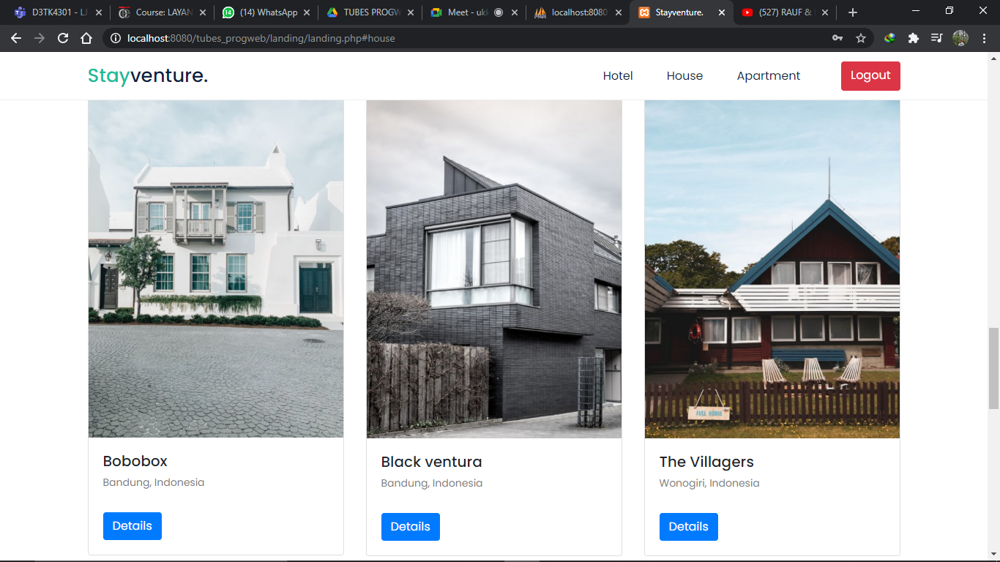 D3TK4301 - L
Course: LAYAN
(14) WhatsApp
TUBES PROGW
Meet - uk
localhost:8080
Stayventure.
(527) RAUF &
localhost:8080/tubes_progweb/landing/landing.php#house
Stayventure.
Hotel
House
Apartment
Logout
FULL HOUSE
Bobobox
Bandung, Indonesia
Details
Black ventura
Bandung, Indonesia
Details
The Villagers
Wonogiri, Indonesia
Details